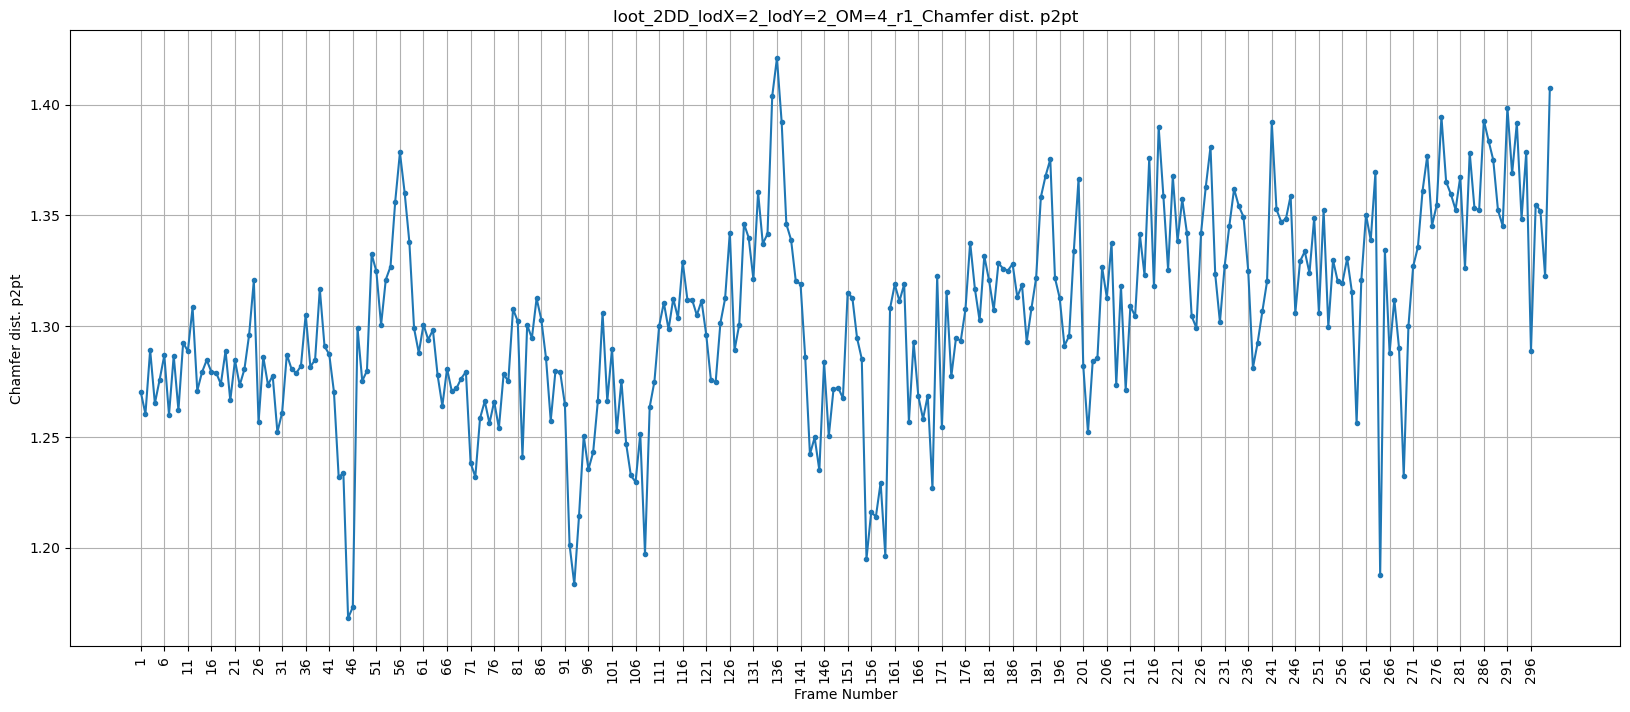 loot_2DD_lodX=2_lodY=2_OM=4_r1_Chamfer dist. p2pt
Chamfer dist. p2pt
1.40
1.35
1.30
1.25
1.20
1 6 11 16 21 26 31 36 41 46 51 56 61 66 71 76 81 86 91 96 101 106 111 116 121 126 131 136 141 146 151 156 161 166 171 176 181 186 191 196 201 206 211 216 221 226 231 236 241 246 251 256 261 266 271 276 281 286 291 296
Frame Number